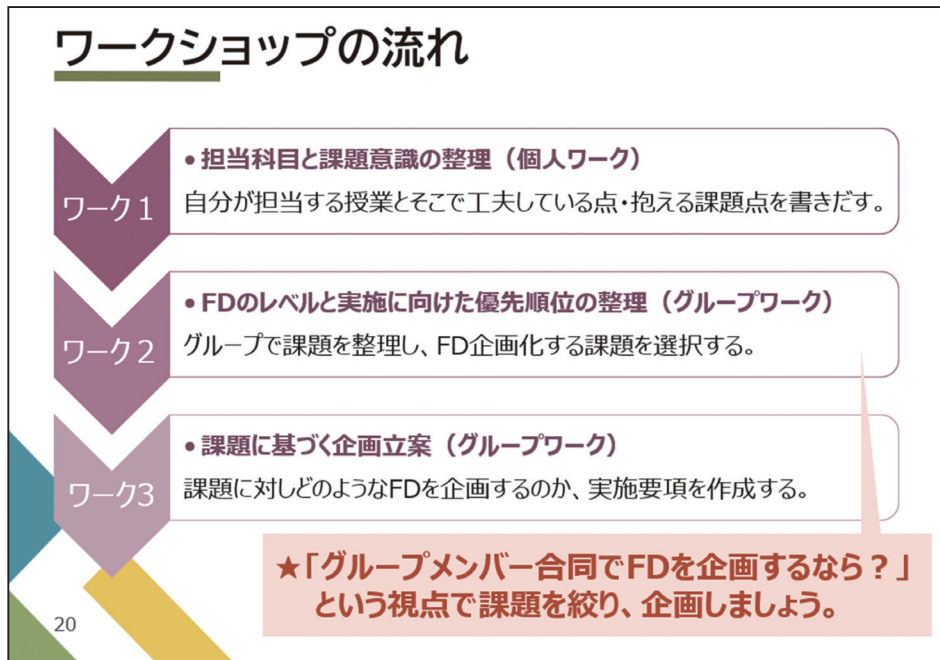 ワークショップの流れ
ワーク1
• 担当科目と課題意識の整理（個人ワーク）
自分が担当する授業とそこで工夫している点・抱える課題点を書きだす。
ワーク2
• FDのレベルと実施に向けた優先順位の整理（グループワーク）
グループで課題を整理し、FD企画化する課題を選択する。
ワーク3
• 課題に基づく企画立案（グループワーク）
課題に対しどのようなFDを企画するのか、実施要項を作成する。
★「グループメンバー合同でFDを企画するなら？」
という視点で課題を絞り、企画しましょう。
20